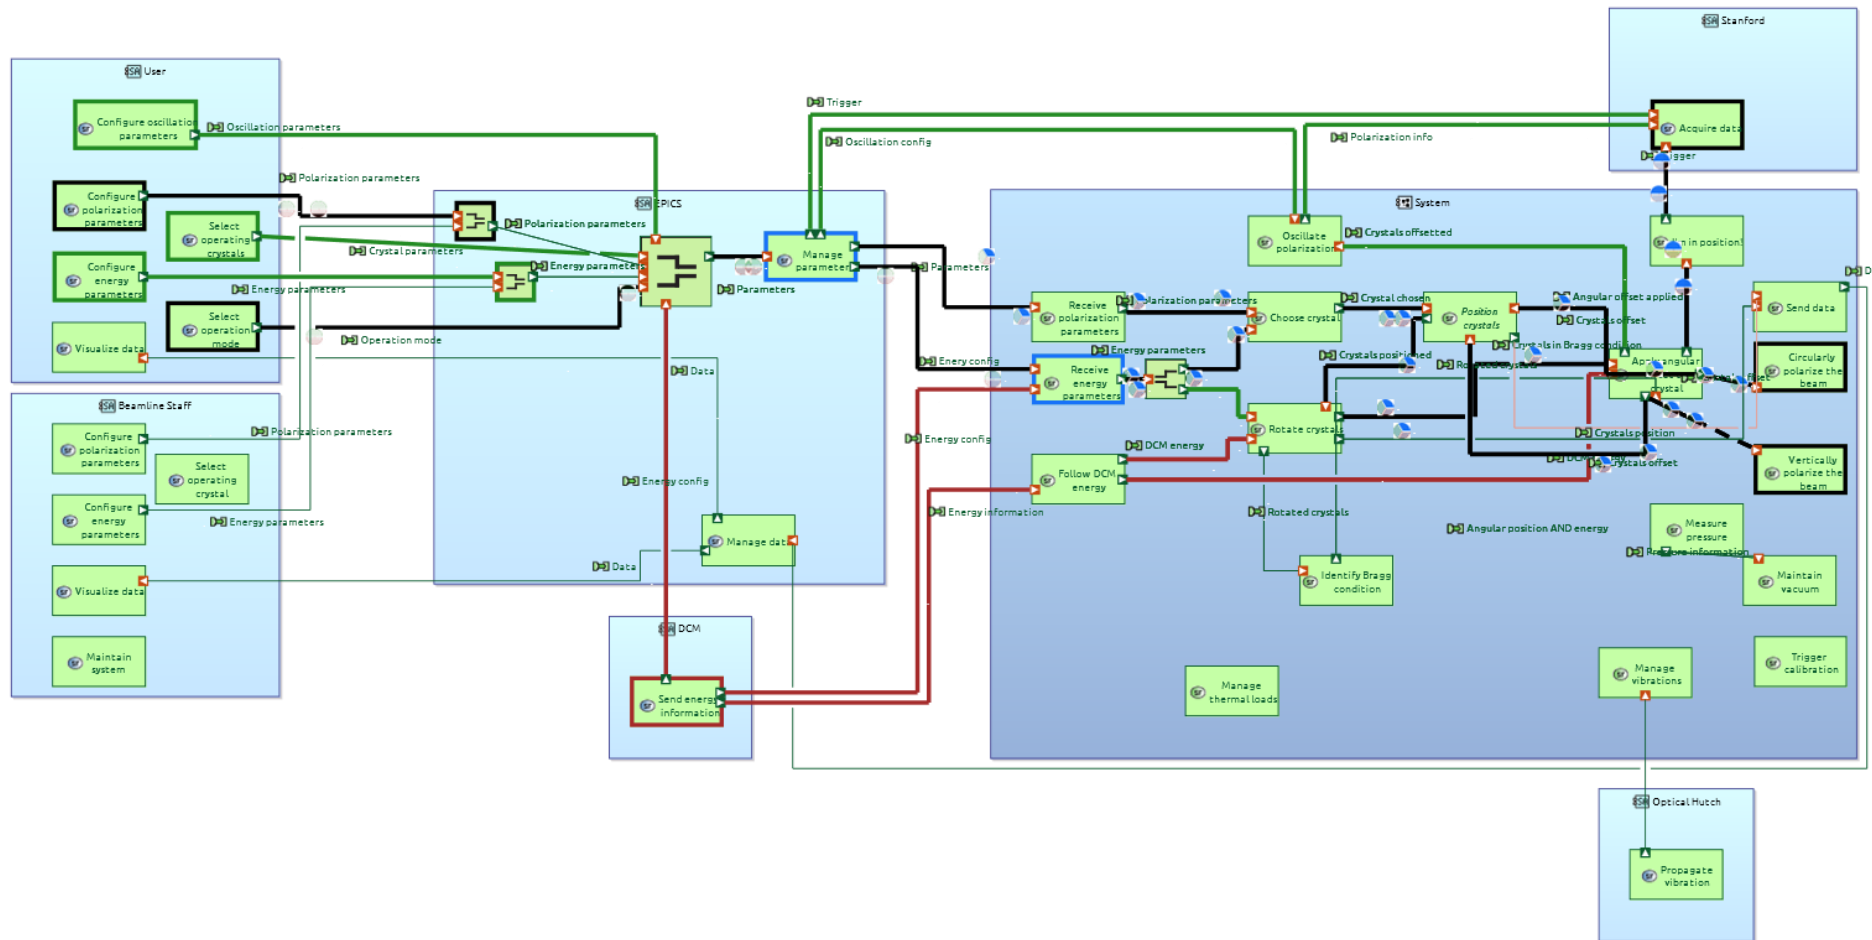 Stanford
Acquire data
User
Configure oscillation
parameters
Oscillation parameters
Configure
polarization
parameters
Polarization parameters
Select
operating
crystals
Crystal parameters
Configure
energy
parameters
Energy parameters
Select
operation
mode
Operation mode
Visualize data
Beamline Staff
Configure
polarization
parameters
Polarization parameters
Select
operating
crystal
Configure
energy
parameters
Energy parameters
Visualize data
Maintain
system
EPICS
Polarization parameters
Energy parameters
Manage
parameter
Parameters
Data
Energy config
Manage data
Data
DCM
Send energy
information
Trigger
Oscillation config
Polarization info
Parameters
Enery config
Energy config
Energy information
System
Oscillate
polarization
Crystals offsetted
Receive
polarization
parameters
Choose crystal
Crystal chosen
Position
crystals
Angular offset applied
Crystals offset
Send data
D
Receive
energy
parameters
Energy parameters
Crystals positioned
Crystals in Bragg condition
crystal
Circularly
polarize the
beam
Rotate crystals
DCM energy
Follow DCM
energy
Crystals position
Crystals offset
Vertically
polarize the
beam
Rotated crystals
Angular position AND energy
Measure
pressure
Pressure information
Identify Bragg
condition
Maintain
vacuum
Manage
thermal loads
Manage
vibrations
Trigger
calibration
Optical Hutch
Propagate
vibration